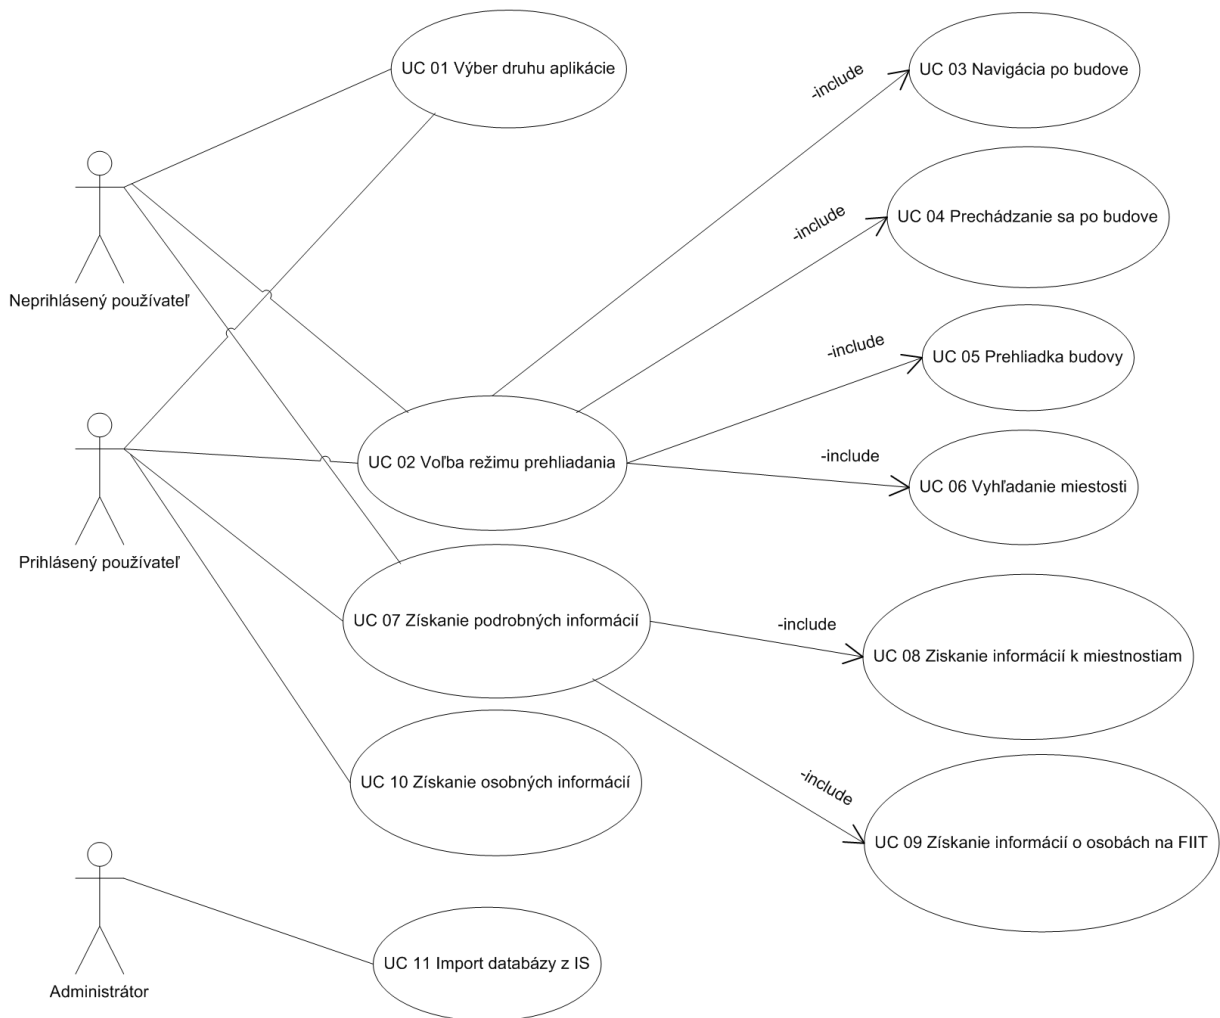 UC 01 Výber druhu aplikácie
-include
UC 03 Navigácia po budove
Neprihlásený používateľ
-include
UC 04 Prechádzanie sa po budove
-include
UC 05 Prehliadka budovy
Prihlásený používateľ
UC 02 Voľba režimu prehliadania
-include
UC 06 Vyhľadanie miestosti
UC 07 Získanie podrobných informácií
-include
UC 08 Ziskanie informácií k miestnostiam
UC 10 Získanie osobných informácií
-include
UC 09 Získanie informácií o osobách na FIIT
Administrátor
UC 11 Import databázy z IS